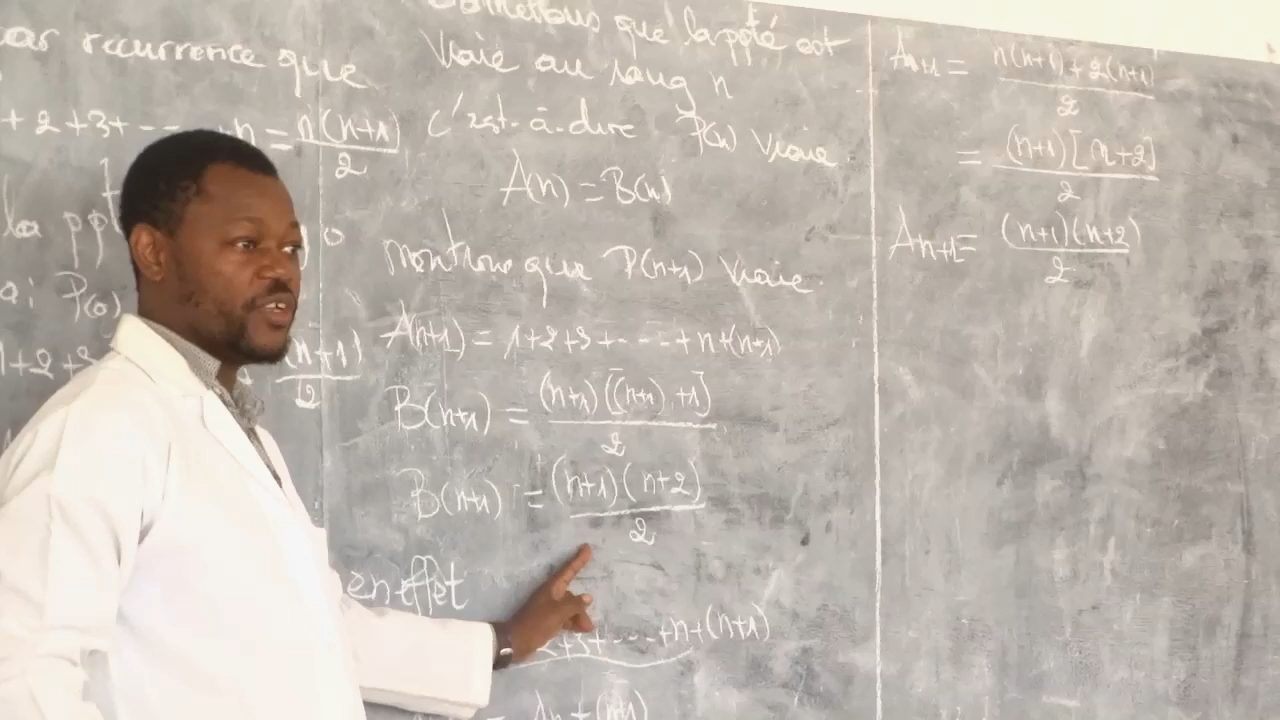 par recurrence que
+ 2 + 3 + - - - + n = n(n+1)/2
la ppté
P(0)
1 + 2 + 3 (n+1)/2
que la ppté est
Vraie au rang n
C'est-à-dire P(n) Vraie
A(n) = B(n)
montrons que P(n+1) Vraie.
A(n+1) = 1+2+3+----+n+(n+1)
B(n+1) = (n+1)[(n+1)+1]/2
B(n+1) = (n+1)(n+2)/2
en effet
2+3+----+n+(n+1)
= An + (n+1)
An+1 = n(n+1)+2(n+1)/2
= (n+1)[n+2]/2
An+1 = (n+1)(n+2)/2